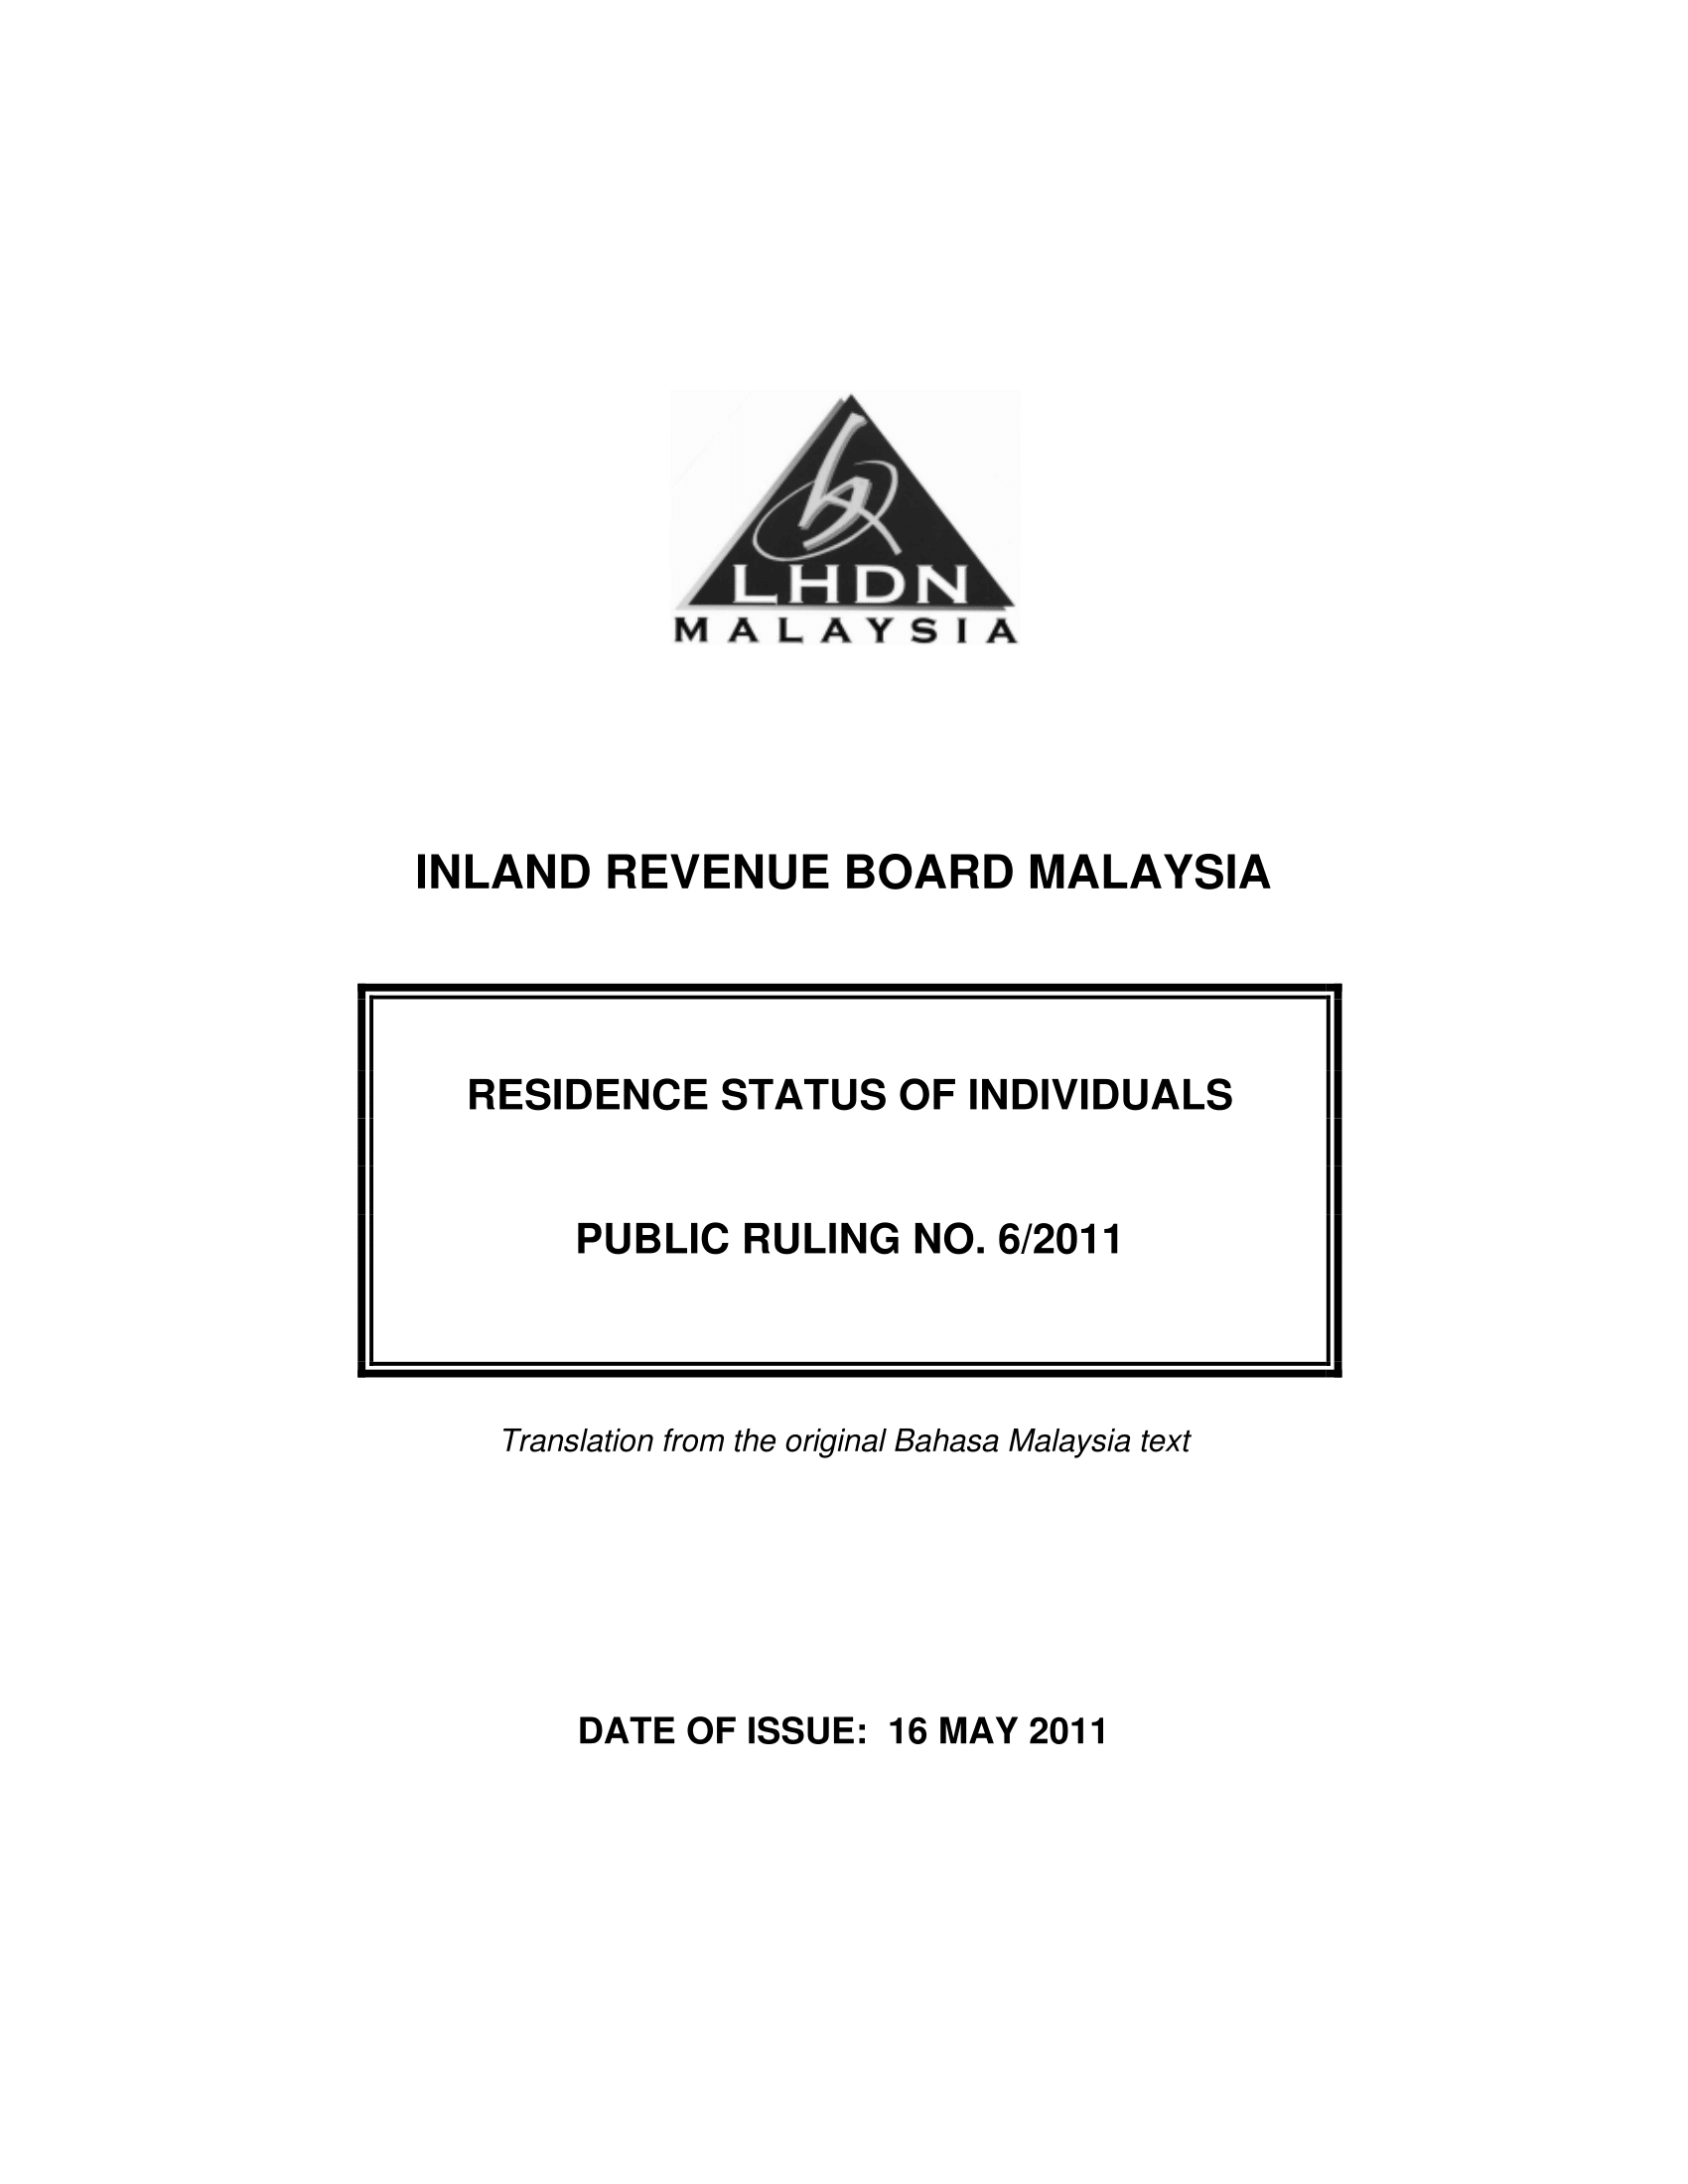 LHDN
MALAYSIA
INLAND REVENUE BOARD MALAYSIA
RESIDENCE STATUS OF INDIVIDUALS
PUBLIC RULING NO. 6/2011
Translation from the original Bahasa Malaysia text
DATE OF ISSUE: 16 MAY 2011